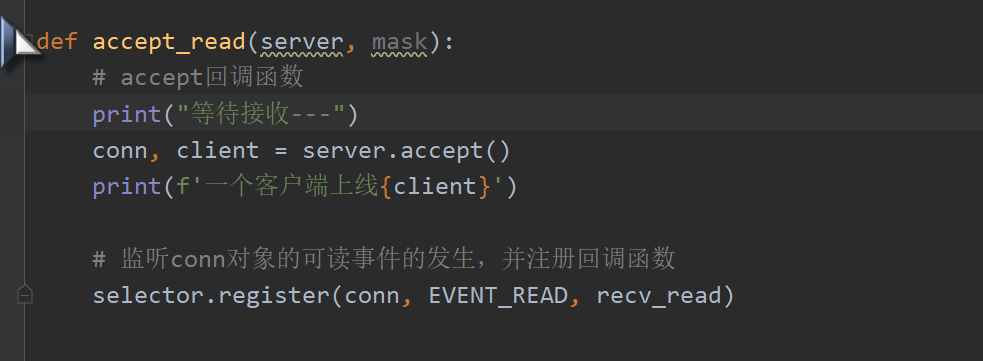 def accept_read(server, mask):
# accept回调函数
print("等待接收---")
conn, client = server.accept()
print(f'一个客户端上线{client}')
# 监听conn对象的可读事件的发生，并注册回调函数
selector.register(conn, EVENT_READ, recv_read)